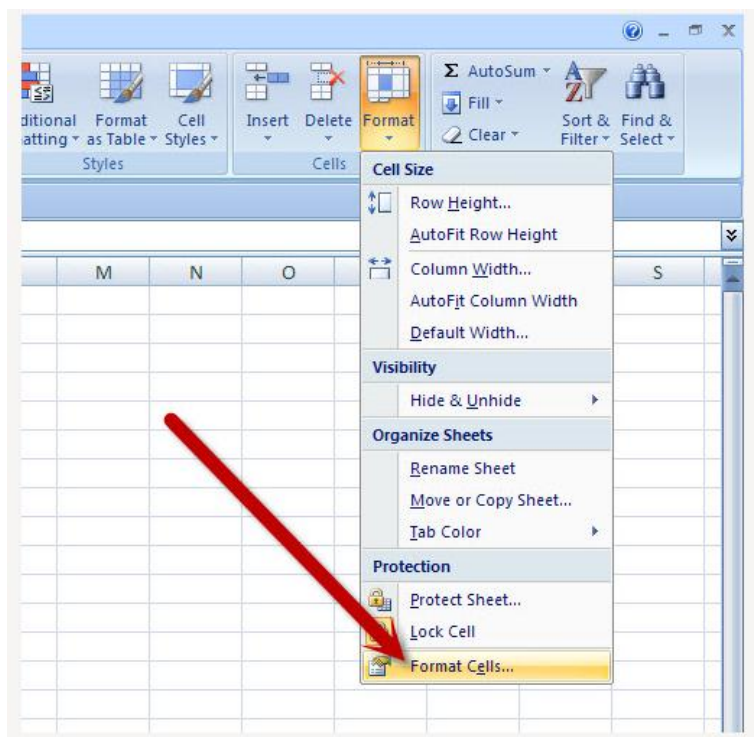 Σ AutoSum
Fill
Clear
ditional Format Cell
atting as Table Styles
Insert Delete Format
Sort & Find &
Filter Select
Styles
Cells
Cell Size
Row Height...
AutoFit Row Height
Column Width...
AutoFit Column Width
Default Width...
Visibility
Hide & Unhide
Organize Sheets
Rename Sheet
Move or Copy Sheet...
Tab Color
Protection
Protect Sheet...
Lock Cell
Format Cells...
M N O S